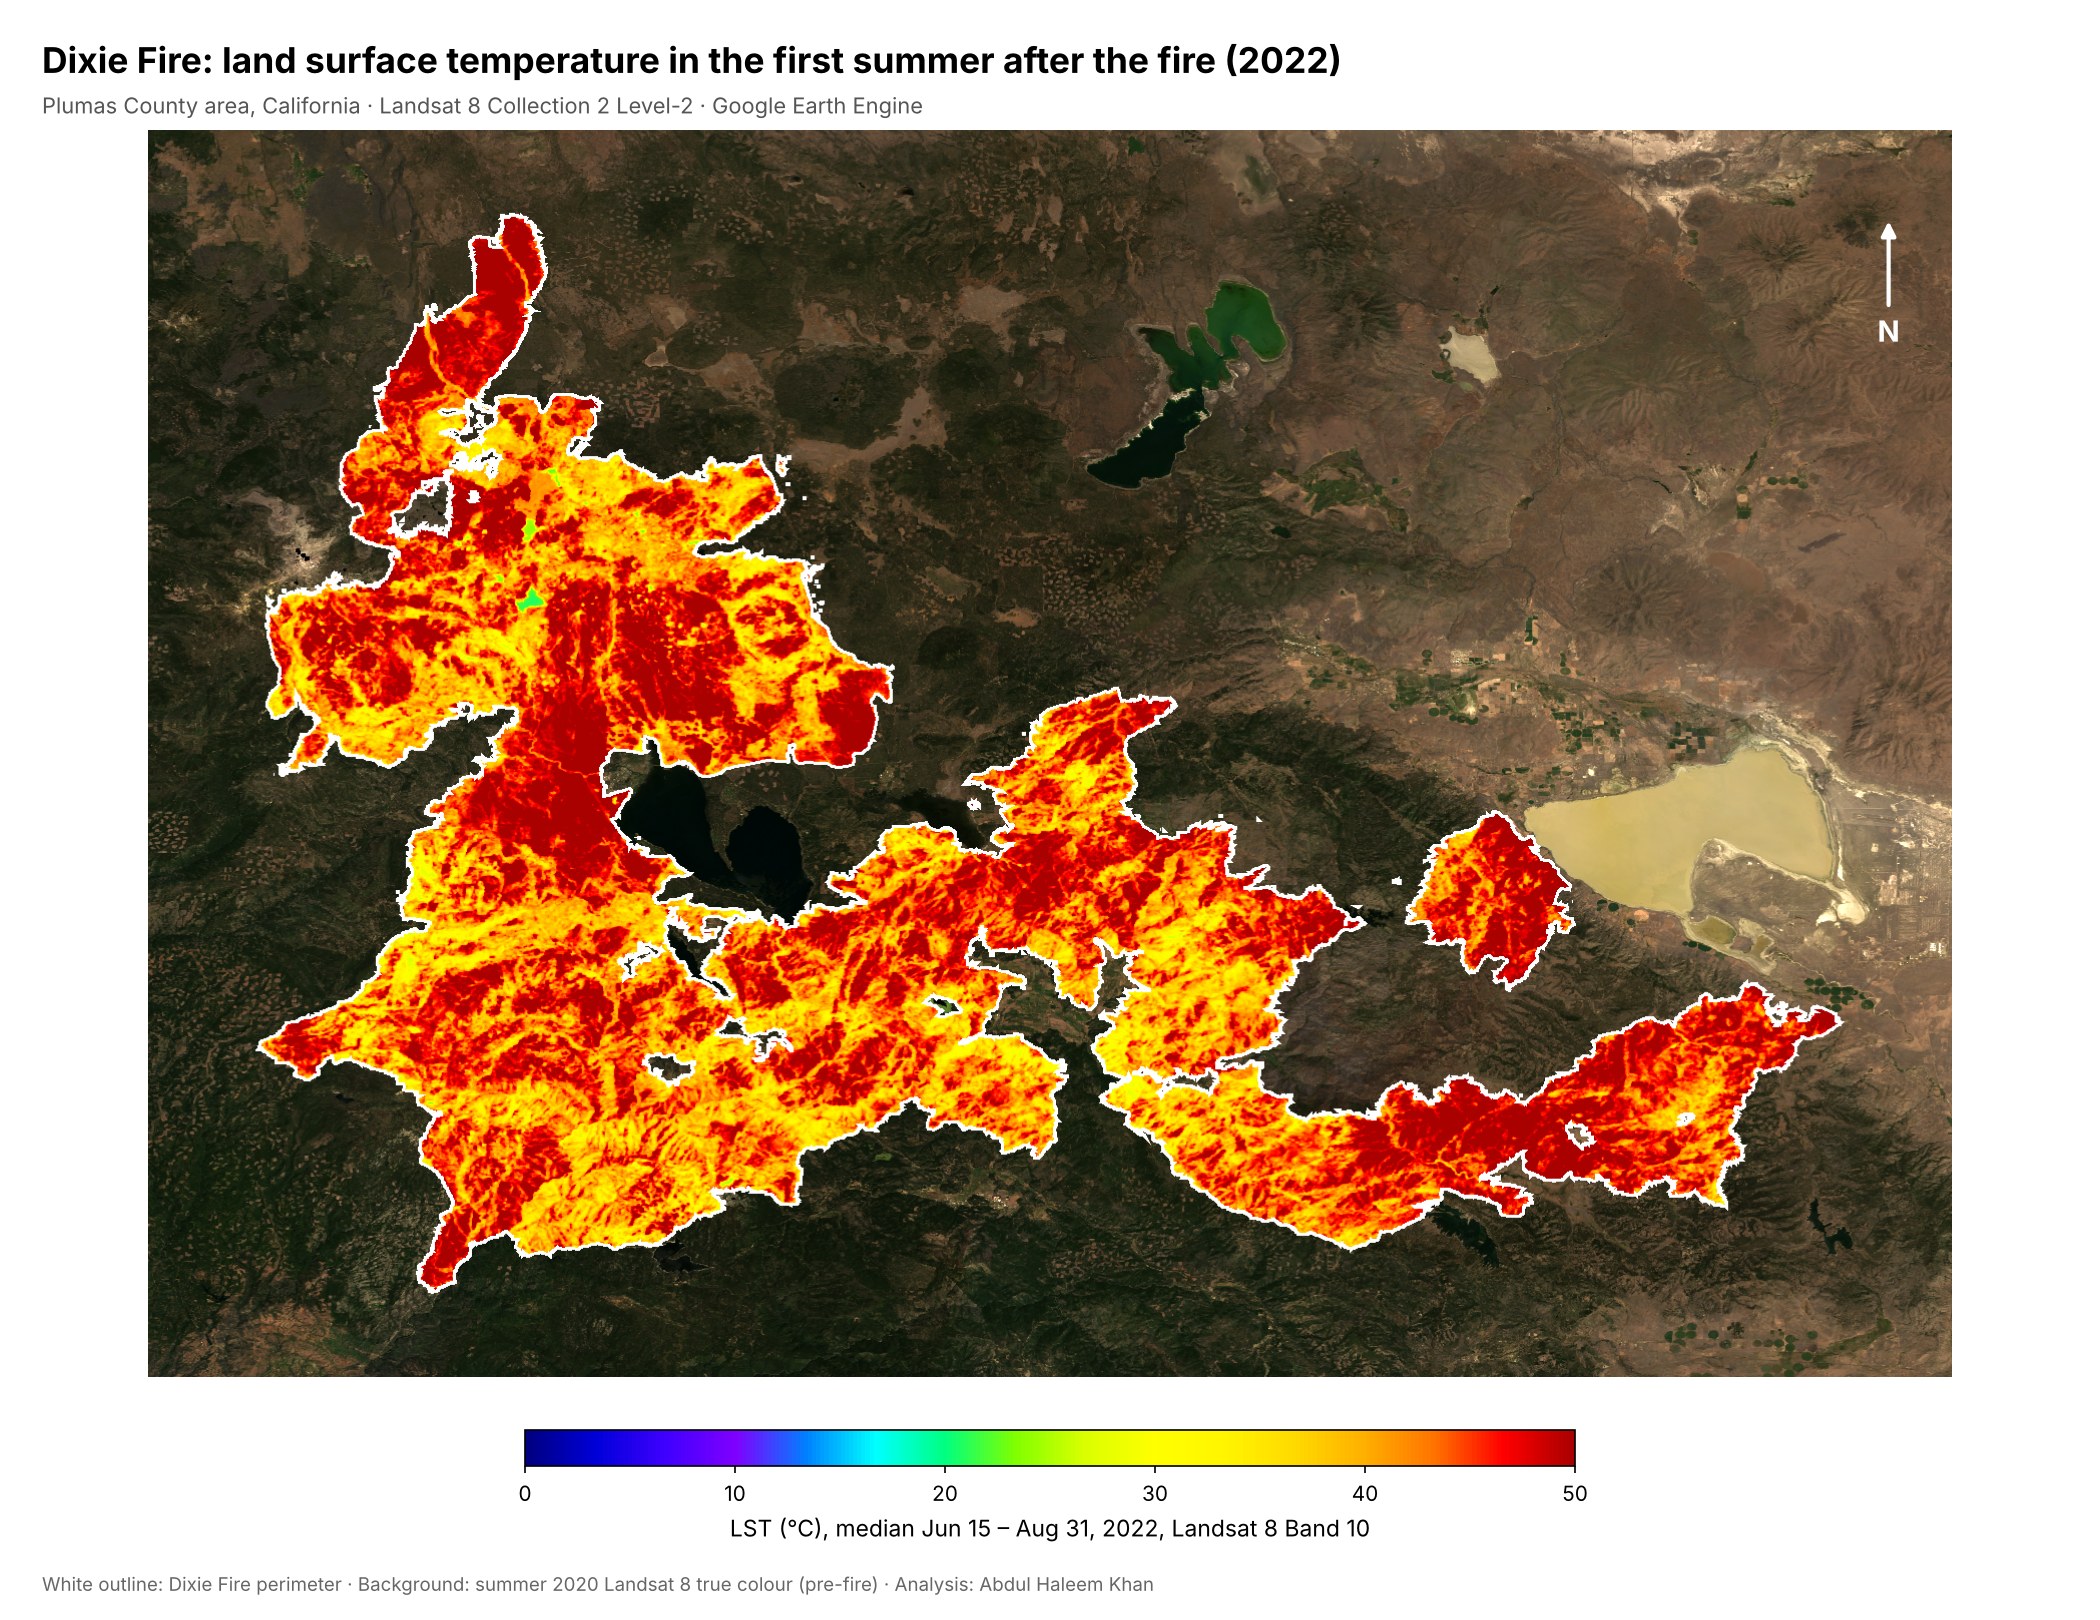 Dixie Fire: land surface temperature in the first summer after the fire (2022)
Plumas County area, California · Landsat 8 Collection 2 Level-2 · Google Earth Engine
N
0 10 20 30 40 50
LST (°C), median Jun 15 – Aug 31, 2022, Landsat 8 Band 10
White outline: Dixie Fire perimeter · Background: summer 2020 Landsat 8 true colour (pre-fire) · Analysis: Abdul Haleem Khan